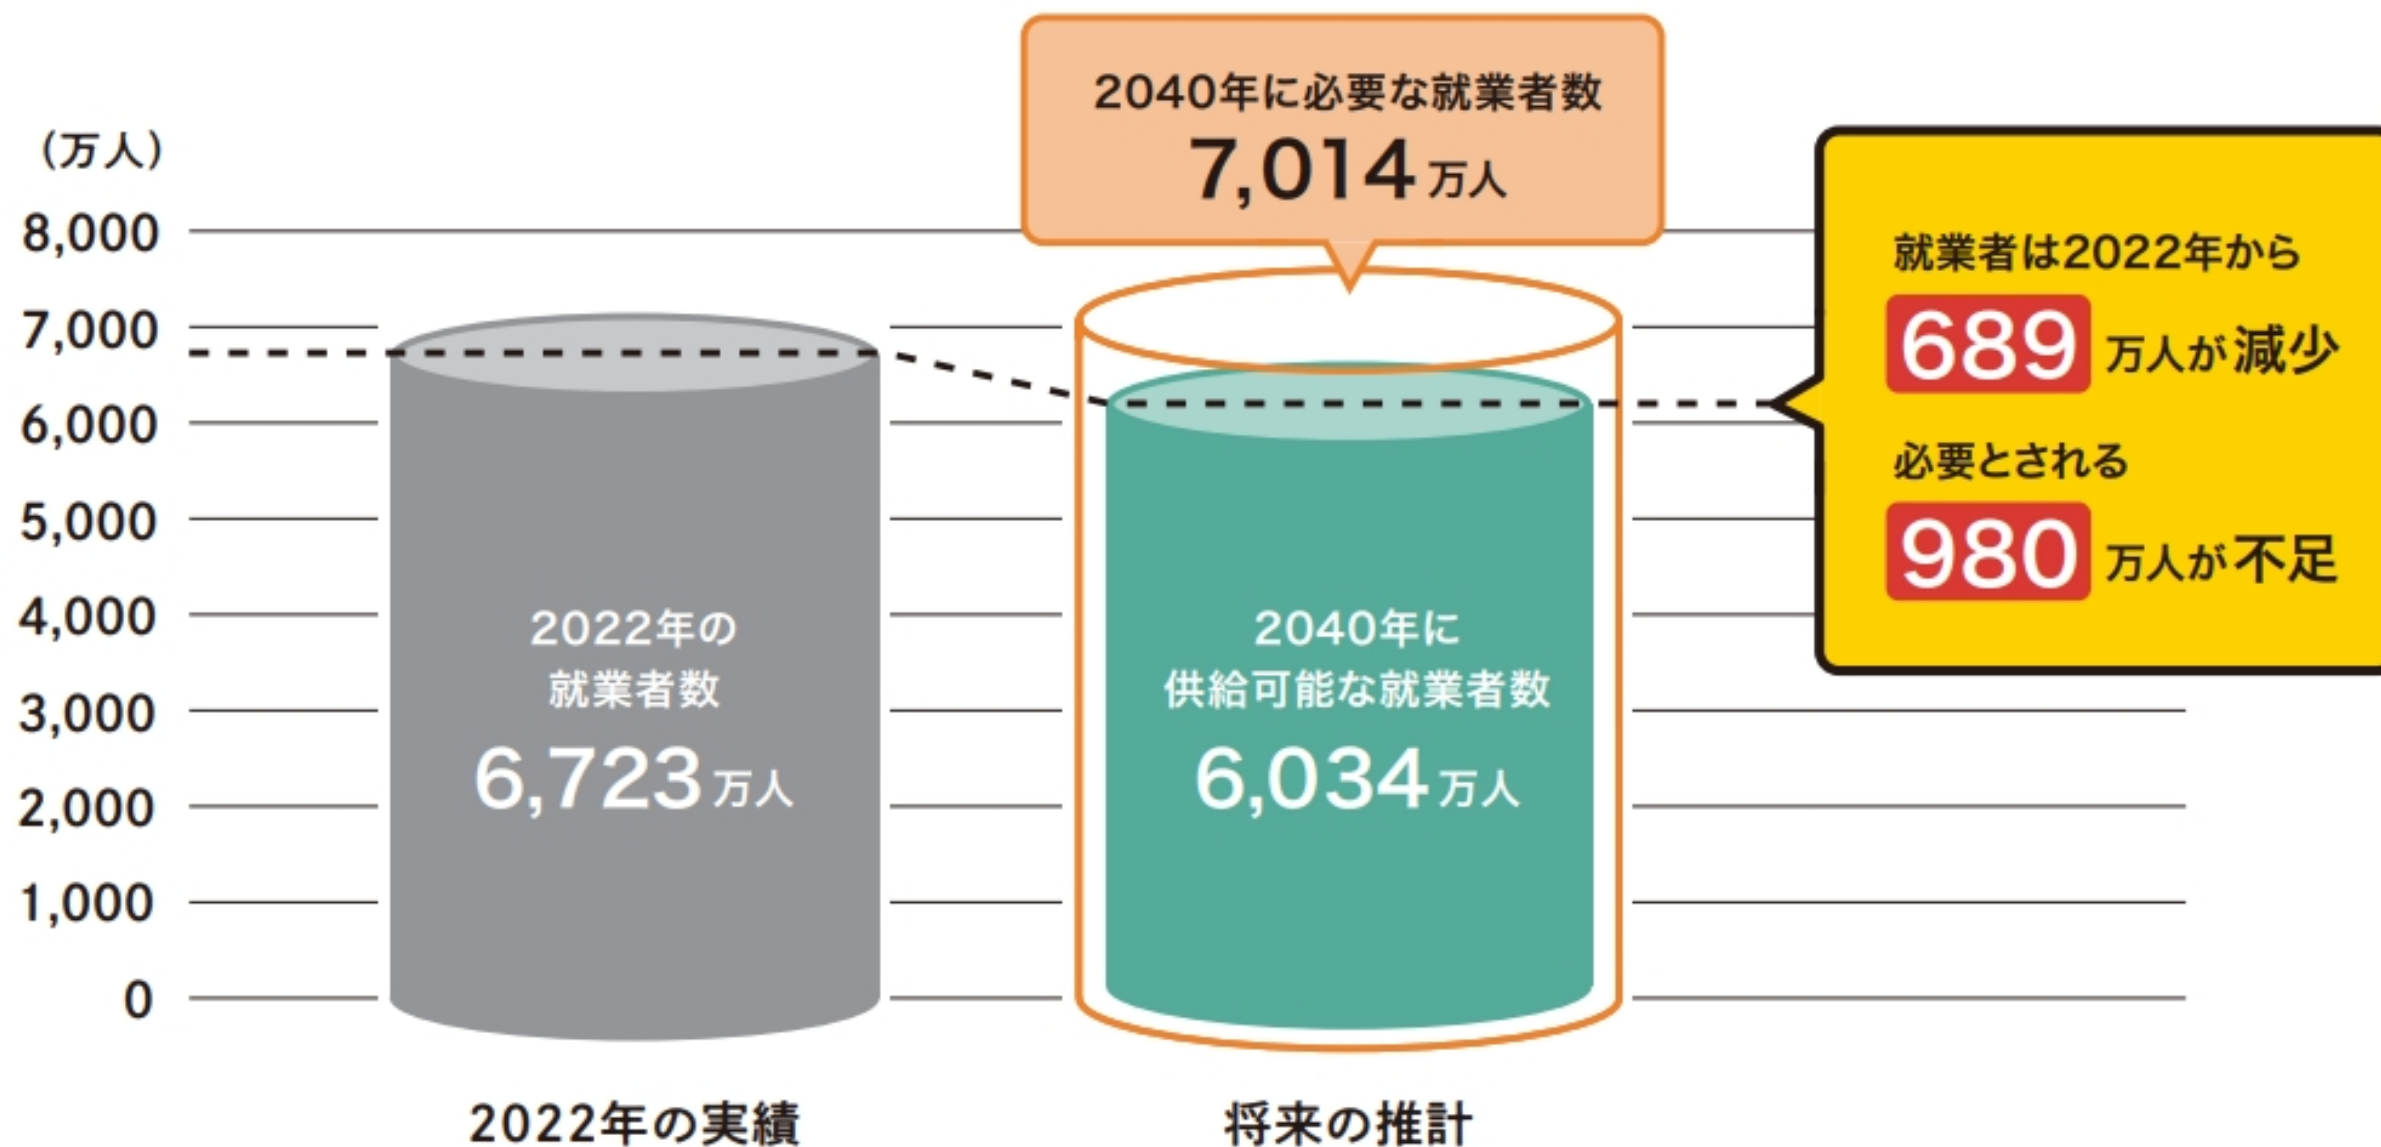 2040年に必要な就業者数
7,014万人
(万人)
8,000
7,000
6,000
5,000
4,000
3,000
2,000
1,000
0
2022年の
就業者数
6,723万人
2040年に
供給可能な就業者数
6,034万人
就業者は2022年から
689万人が減少
必要とされる
980万人が不足
2022年の実績
将来の推計